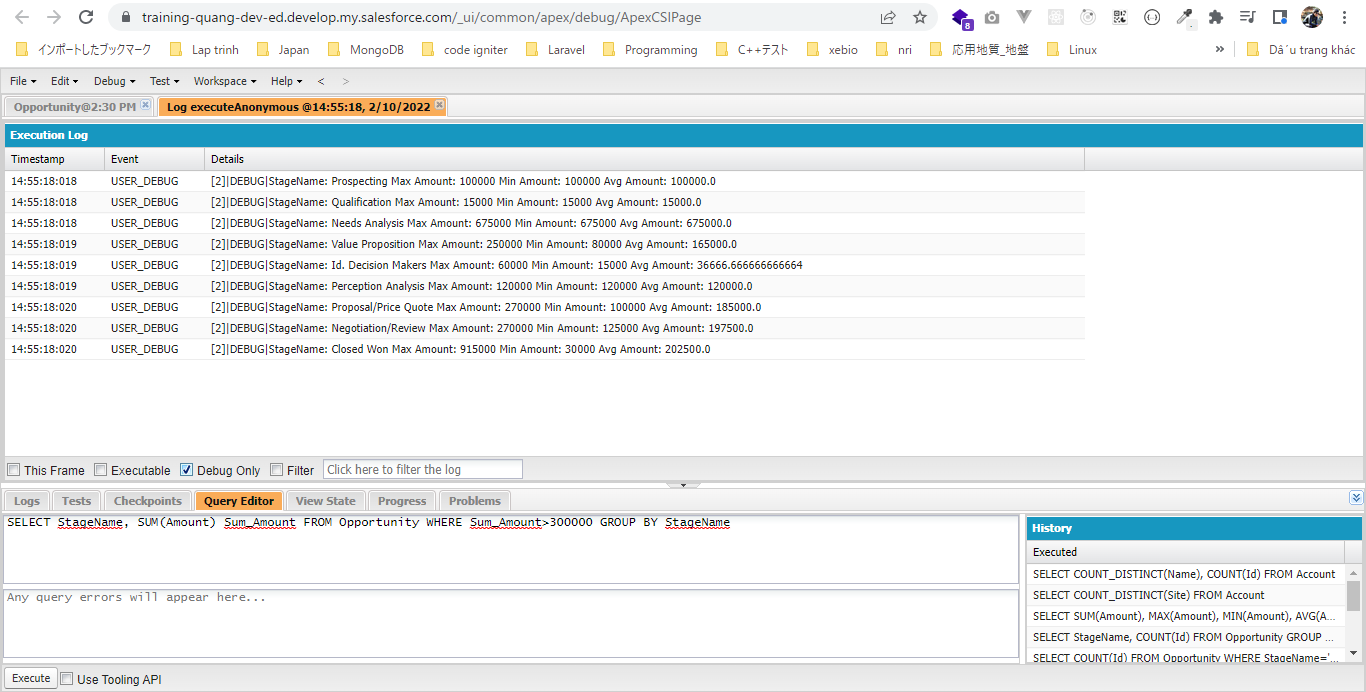 training-quang-dev-ed.develop.my.salesforce.com/_ui/common/apex/debug/ApexCSIPage
8
インポートしたブックマーク Lap trinh Japan MongoDB code igniter Laravel Programming C++テスト xebio nri 応用地質_地盤 Linux » Dấu trang khác
File Edit Debug Test Workspace Help < >
Opportunity@2:30 PM Log executeAnonymous @14:55:18, 2/10/2022
Execution Log
Timestamp Event Details
14:55:18:018 USER_DEBUG [2]|DEBUG|StageName: Prospecting Max Amount: 100000 Min Amount: 100000 Avg Amount: 100000.0
14:55:18:018 USER_DEBUG [2]|DEBUG|StageName: Qualification Max Amount: 15000 Min Amount: 15000 Avg Amount: 15000.0
14:55:18:018 USER_DEBUG [2]|DEBUG|StageName: Needs Analysis Max Amount: 675000 Min Amount: 675000 Avg Amount: 675000.0
14:55:18:019 USER_DEBUG [2]|DEBUG|StageName: Value Proposition Max Amount: 250000 Min Amount: 80000 Avg Amount: 165000.0
14:55:18:019 USER_DEBUG [2]|DEBUG|StageName: Id. Decision Makers Max Amount: 60000 Min Amount: 15000 Avg Amount: 36666.666666666664
14:55:18:019 USER_DEBUG [2]|DEBUG|StageName: Perception Analysis Max Amount: 120000 Min Amount: 120000 Avg Amount: 120000.0
14:55:18:020 USER_DEBUG [2]|DEBUG|StageName: Proposal/Price Quote Max Amount: 270000 Min Amount: 100000 Avg Amount: 185000.0
14:55:18:020 USER_DEBUG [2]|DEBUG|StageName: Negotiation/Review Max Amount: 270000 Min Amount: 125000 Avg Amount: 197500.0
14:55:18:020 USER_DEBUG [2]|DEBUG|StageName: Closed Won Max Amount: 915000 Min Amount: 30000 Avg Amount: 202500.0
This Frame Executable Debug Only Filter Click here to filter the log
Logs Tests Checkpoints Query Editor View State Progress Problems
SELECT StageName, SUM(Amount) Sum_Amount FROM Opportunity WHERE Sum_Amount>300000 GROUP BY StageName
Any query errors will appear here...
History
Executed
SELECT COUNT_DISTINCT(Name), COUNT(Id) FROM Account
SELECT COUNT_DISTINCT(Site) FROM Account
SELECT SUM(Amount), MAX(Amount), MIN(Amount), AVG(A...
SELECT StageName, COUNT(Id) FROM Opportunity GROUP ...
SELECT COUNT(Id) FROM Opportunity WHERE StageName='...
Execute Use Tooling API